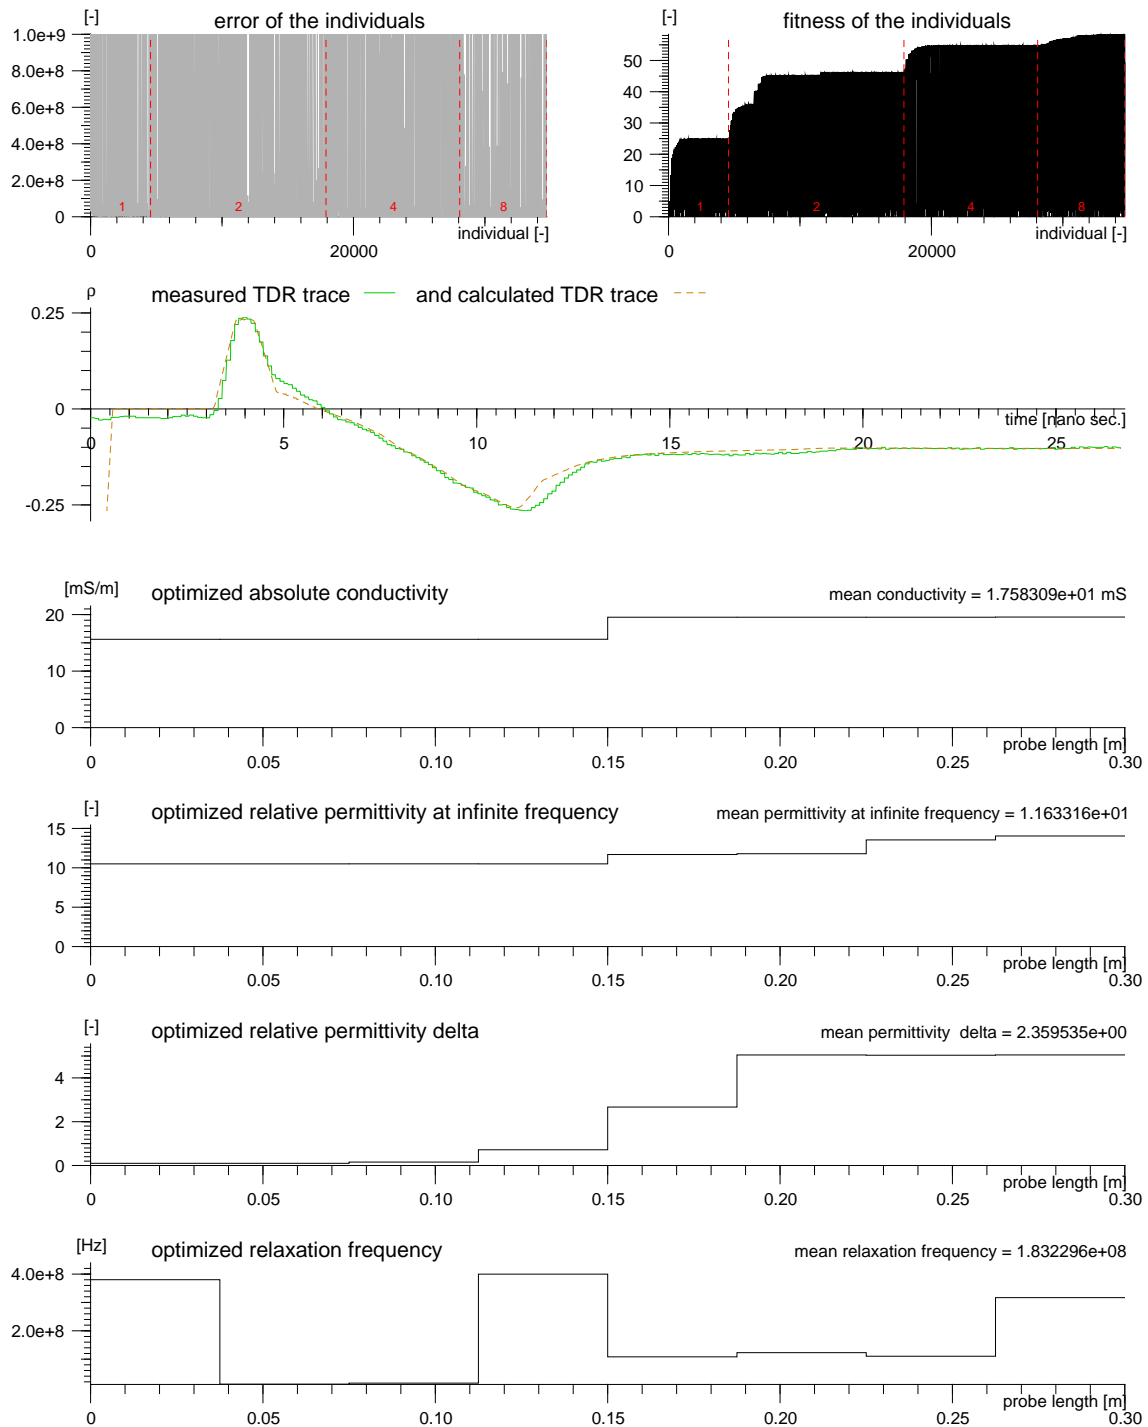 [-] error of the individuals
1.0e+9
8.0e+8
6.0e+8
4.0e+8
2.0e+8
0
1 2 4 8
individual [-]
0 20000
[-] fitness of the individuals
50
40
30
20
10
0
1 2 4 8
individual [-]
0 20000
ρ measured TDR trace and calculated TDR trace
0.25
0
-0.25
time [nano sec.]
0 5 10 15 20 25
[mS/m] optimized absolute conductivity mean conductivity = 1.758309e+01 mS
20
10
0
probe length [m]
0 0.05 0.10 0.15 0.20 0.25 0.30
[-] optimized relative permittivity at infinite frequency mean permittivity at infinite frequency = 1.163316e+01
15
10
5
0
probe length [m]
0 0.05 0.10 0.15 0.20 0.25 0.30
[-] optimized relative permittivity delta mean permittivity delta = 2.359535e+00
4
2
0
probe length [m]
0 0.05 0.10 0.15 0.20 0.25 0.30
[Hz] optimized relaxation frequency mean relaxation frequency = 1.832296e+08
4.0e+8
2.0e+8
probe length [m]
0 0.05 0.10 0.15 0.20 0.25 0.30